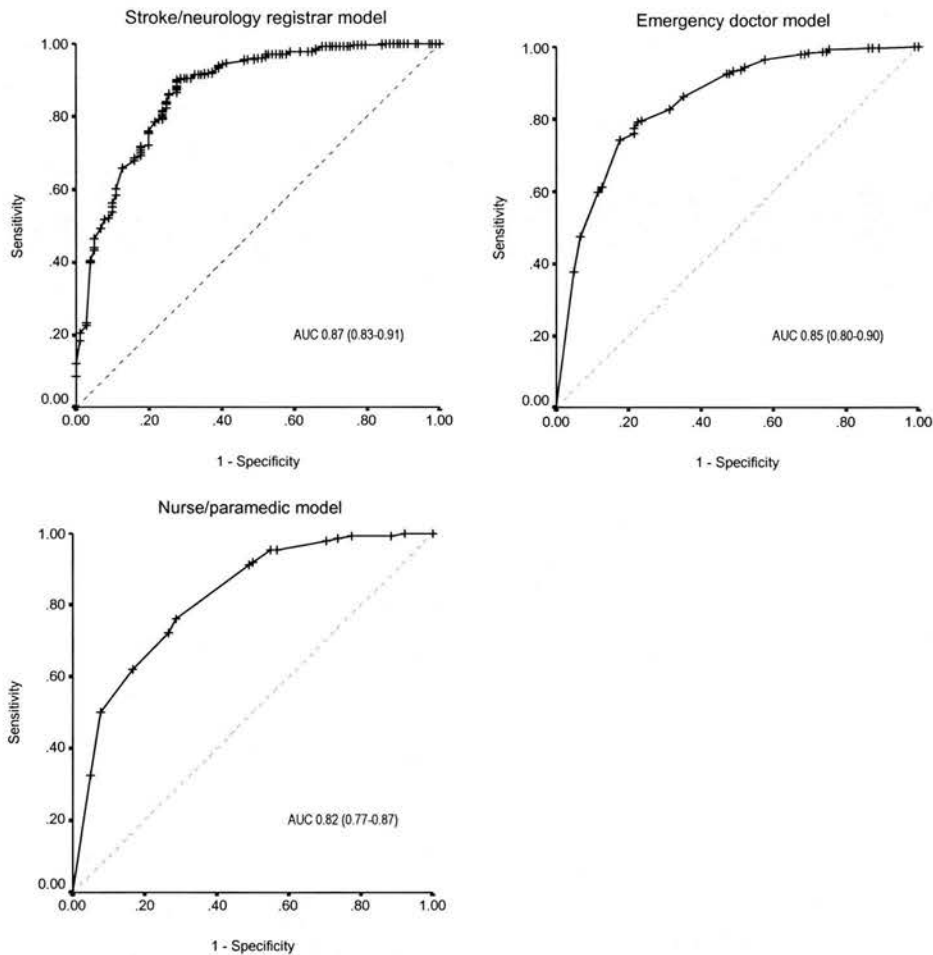 Stroke/neurology registrar model
1.00
.80
.60
.40
.20
0.00
Sensitivity
AUC 0.87 (0.83-0.91)
0.00 .20 .40 .60 .80 1.00
1 - Specificity
Emergency doctor model
1.00
.80
.60
.40
.20
0.00
Sensitivity
AUC 0.85 (0.80-0.90)
0.00 .20 .40 .60 .80 1.00
1 - Specificity
Nurse/paramedic model
1.00
.80
.60
.40
.20
0.00
Sensitivity
AUC 0.82 (0.77-0.87)
0.00 .20 .40 .60 .80 1.00
1 - Specificity